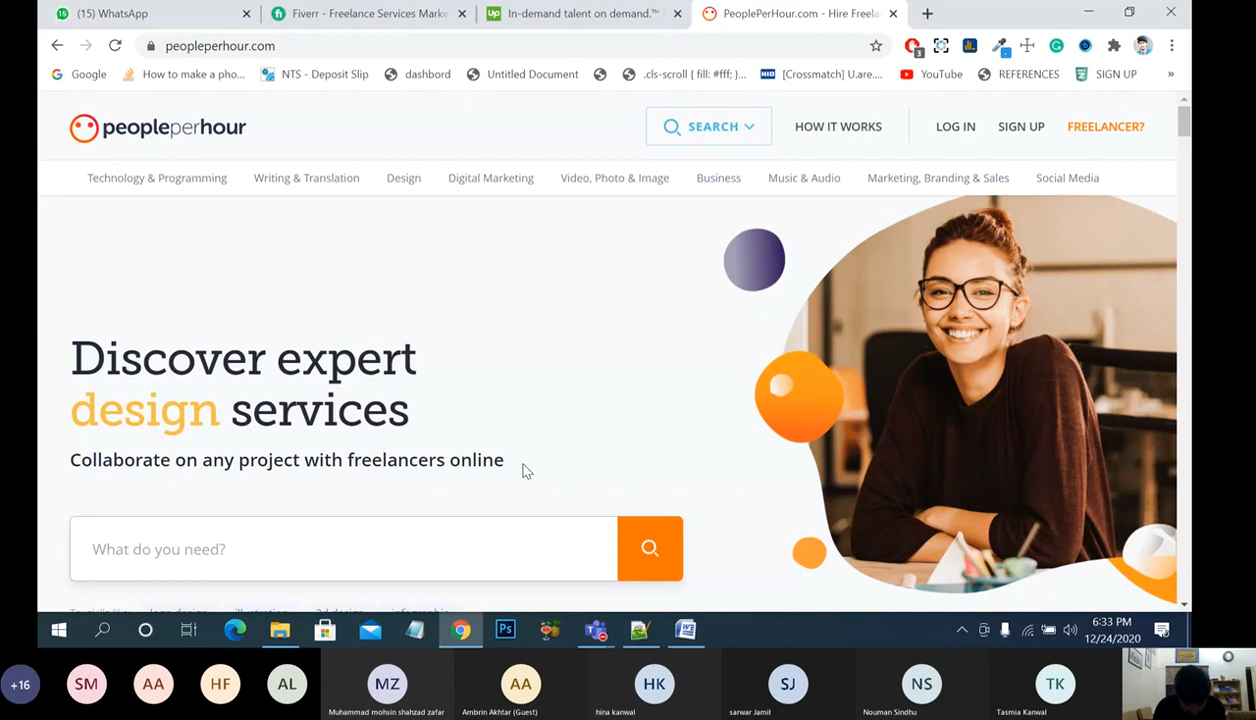 (15) WhatsApp
Fiverr - Freelance Services Marke
In-demand talent on demand.™
PeoplePerHour.com - Hire Freela
peopleperhour.com
3
Google
How to make a pho...
NTS - Deposit Slip
dashbord
Untitled Document
.cls-scroll { fill: #fff; }...
[Crossmatch] U.are....
YouTube
REFERENCES
SIGN UP
»
peopleperhour
SEARCH
HOW IT WORKS
LOG IN
SIGN UP
FREELANCER?
Technology & Programming
Writing & Translation
Design
Digital Marketing
Video, Photo & Image
Business
Music & Audio
Marketing, Branding & Sales
Social Media
Discover expert
design services
Collaborate on any project with freelancers online
What do you need?
6:33 PM
12/24/2020
+16
SM
AA
HF
AL
MZ
Muhammad mohsin shahzad zafar
AA
Ambrin Akhtar (Guest)
HK
hina kanwal
SJ
sarwar Jamil
NS
Nouman Sindhu
TK
Tasmia Kanwal